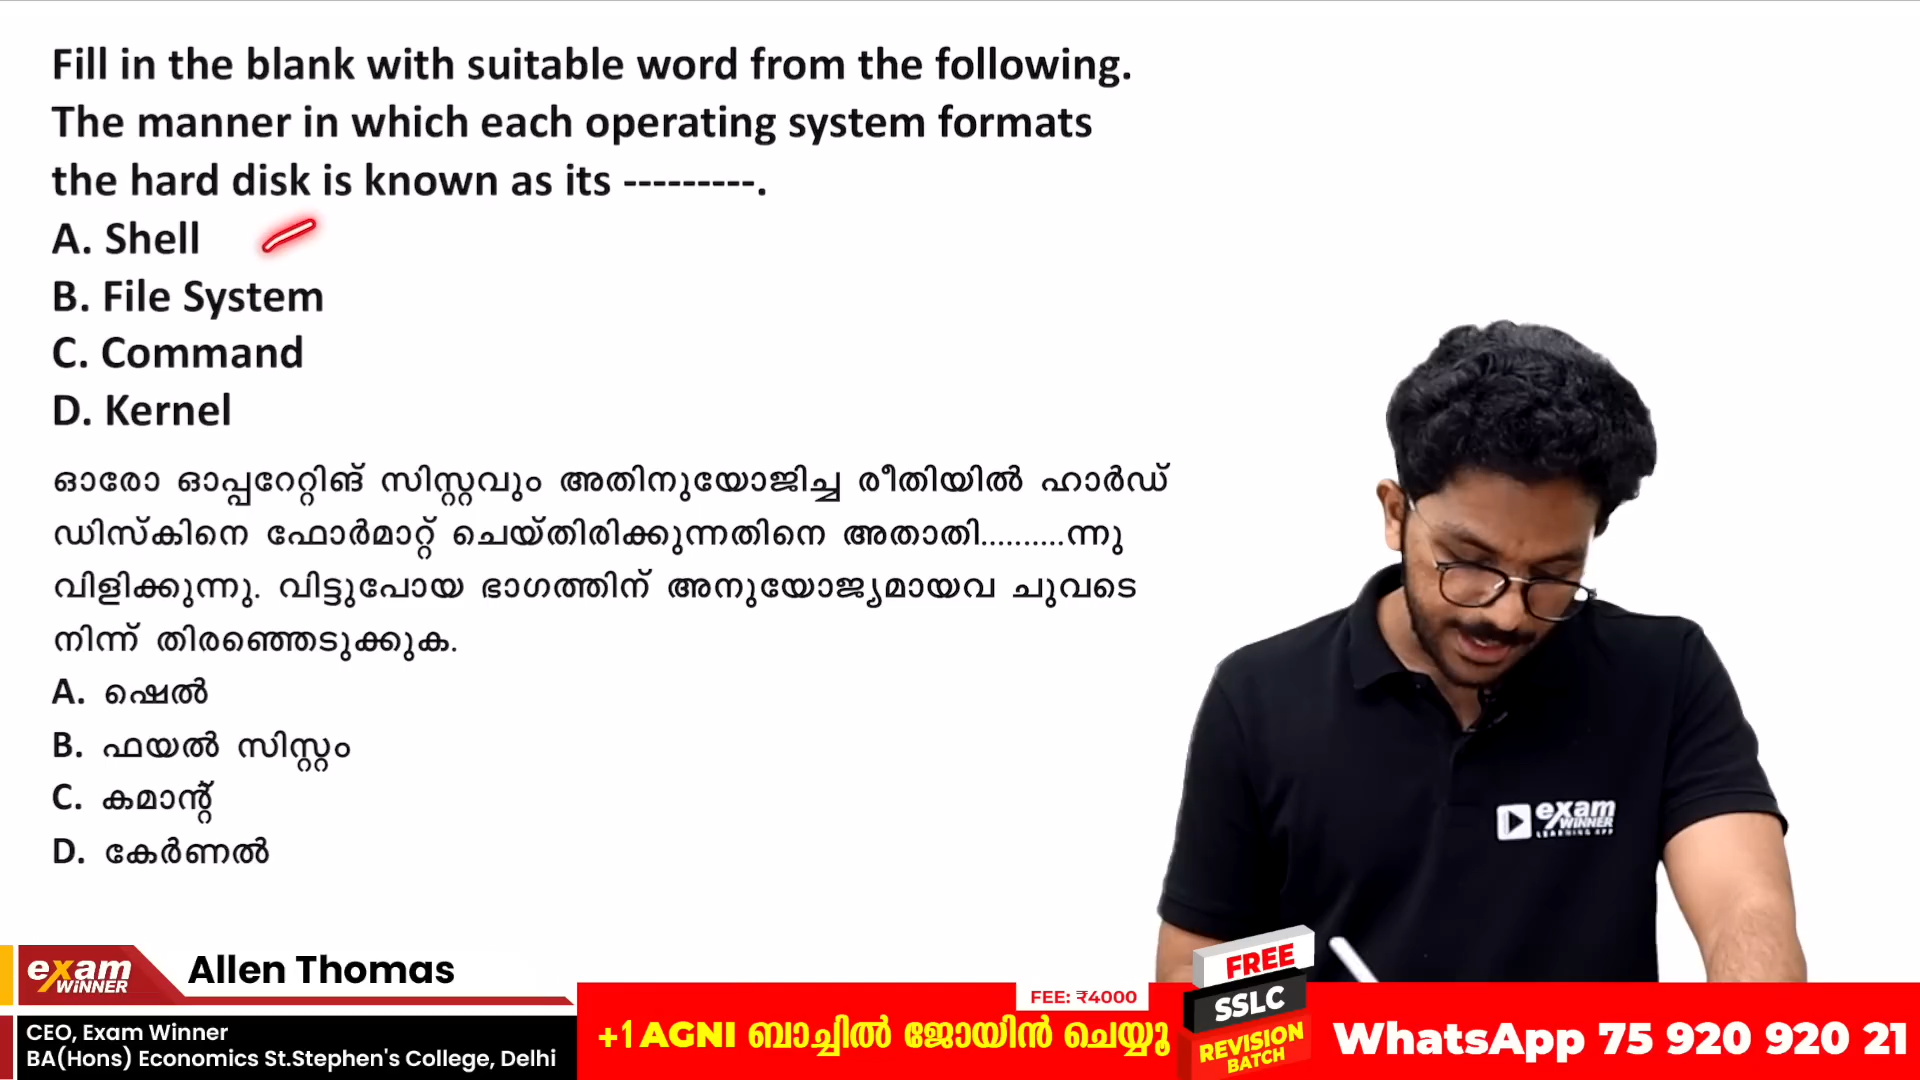 Fill in the blank with suitable word from the following.
The manner in which each operating system formats
the hard disk is known as its ---------.
A. Shell
B. File System
C. Command
D. Kernel
ഓരോ ഓപ്പറേറ്റിങ് സിസ്റ്റവും അതിനുയോജിച്ച രീതിയിൽ ഹാർഡ്
ഡിസ്കിനെ ഫോർമാറ്റ് ചെയ്തിരിക്കുന്നതിനെ അതാതി..........ന്നു
വിളിക്കുന്നു. വിട്ടുപോയ ഭാഗത്തിന് അനുയോജ്യമായവ ചുവടെ
നിന്ന് തിരഞ്ഞെടുക്കുക.
A. ഷെൽ
B. ഫയൽ സിസ്റ്റം
C. കമാന്റ്
D. കേർണൽ
exam
WINNER
LEARNING APP
exam
WINNER
Allen Thomas
CEO, Exam Winner
BA(Hons) Economics St.Stephen's College, Delhi
FEE: ₹4000
+1 AGNI ബാച്ചിൽ ജോയിൻ ചെയ്യൂ
FREE
SSLC
REVISION
BATCH
WhatsApp 75 920 920 21